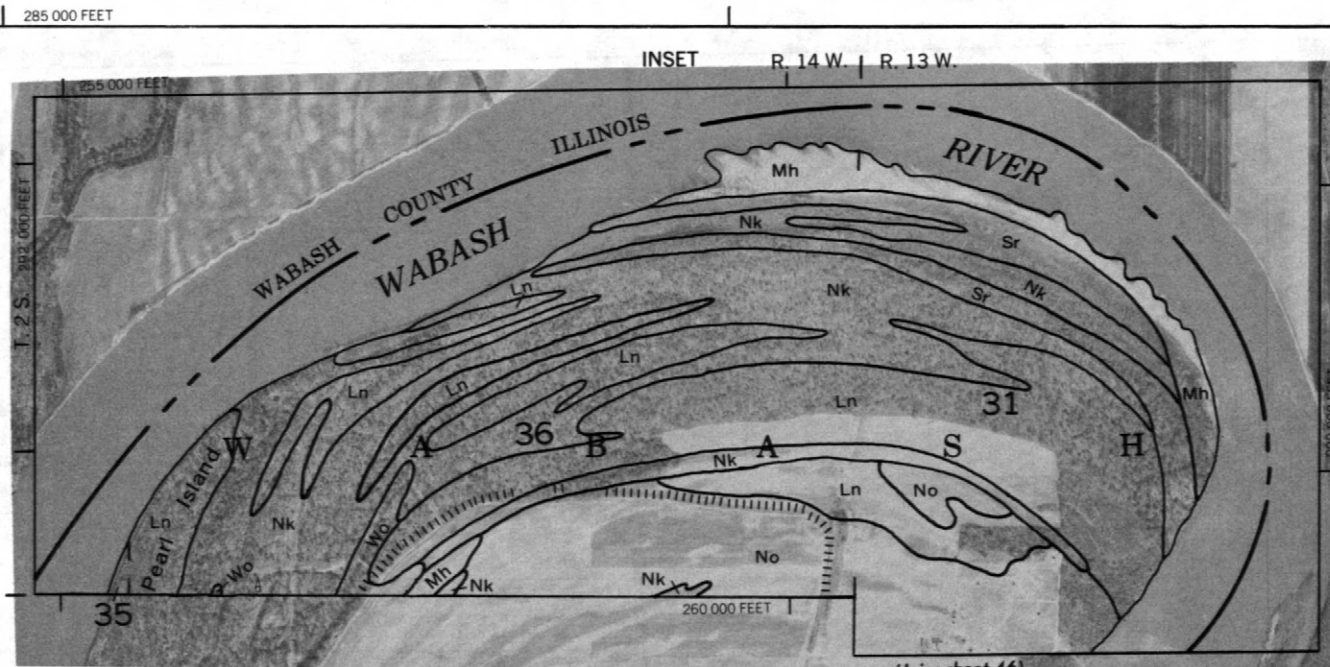 285 000 FEET
INSET
R. 14 W.
R. 13 W.
255 000 FEET
ILLINOIS
COUNTY
WABASH
WABASH
RIVER
T. 2 S.
Mh
Nk
Sr
Ln
Nk
Sr
Nk
Ln
Ln
Ln
Ln
Mh
36
31
W A B A S H
Nk
Ln
No
Pearl Island
Ln
Nk
Wo
Wo
No
Mh
Nk
Nk
260 000 FEET
35